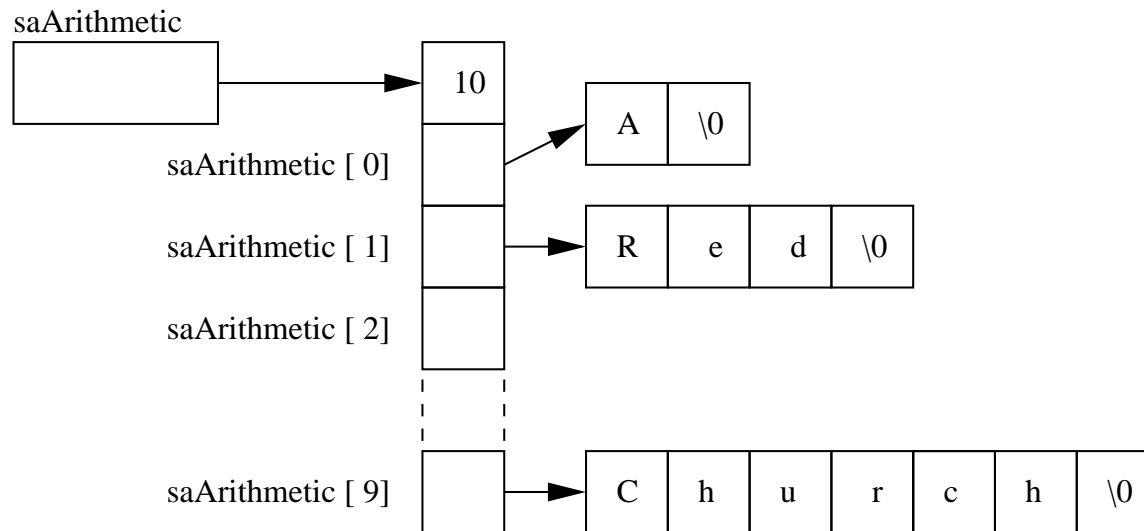 saArithmetic
10
saArithmetic [ 0] A \0
saArithmetic [ 1] R e d \0
saArithmetic [ 2]
saArithmetic [ 9] C h u r c h \0